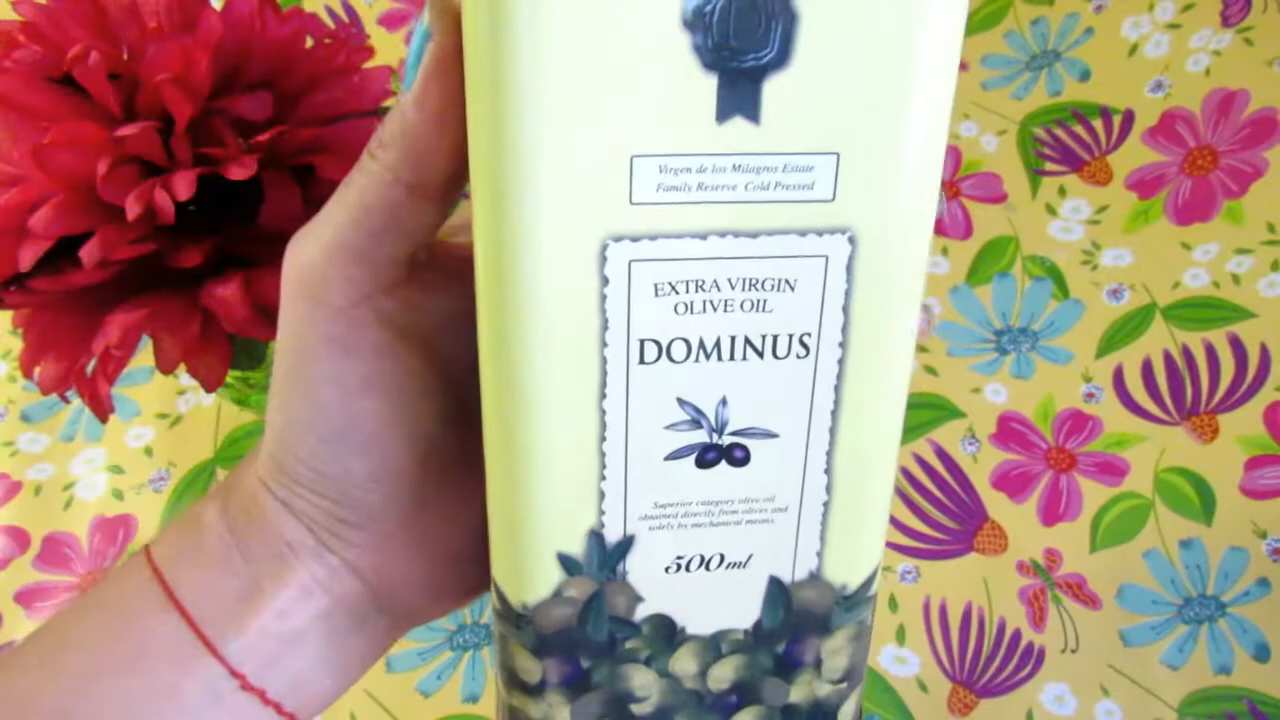 Virgen de los Milagros Estate
Family Reserve Cold Pressed
EXTRA VIRGIN
OLIVE OIL
DOMINUS
Superior category olive oil
obtained directly from olives and
solely by mechanical means.
500ml